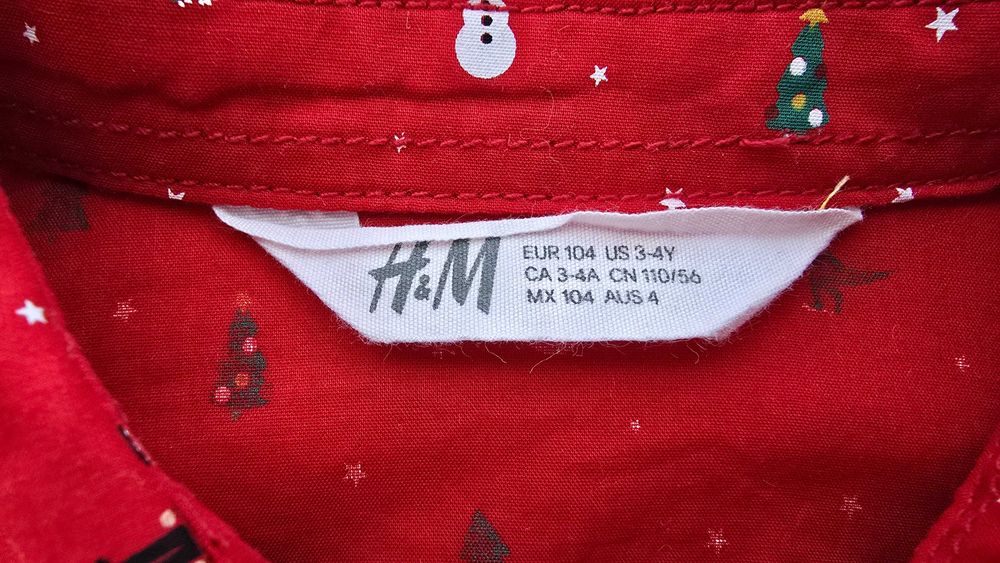 H&M
EUR 104 US 3-4Y
CA 3-4A CN 110/56
MX 104 AUS 4